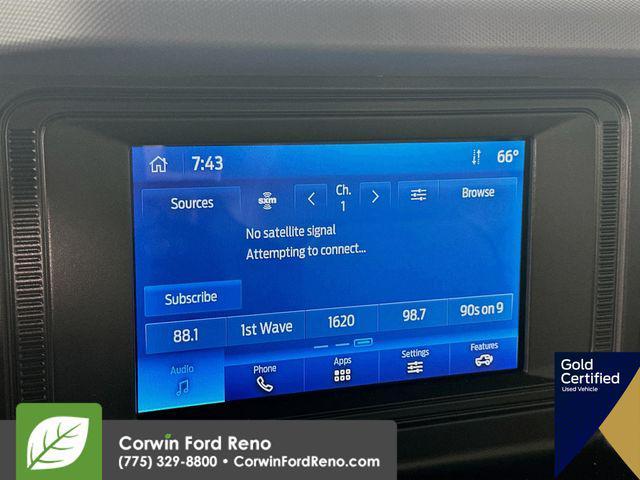 7:43
66°
Sources
sxm
Ch.
1
Browse
No satellite signal
Attempting to connect...
Subscribe
88.1
1st Wave
1620
98.7
90s on 9
Audio
Phone
Apps
Settings
Features
Gold
Certified
Used Vehicle
Corwin Ford Reno
(775) 329-8800 • CorwinFordReno.com